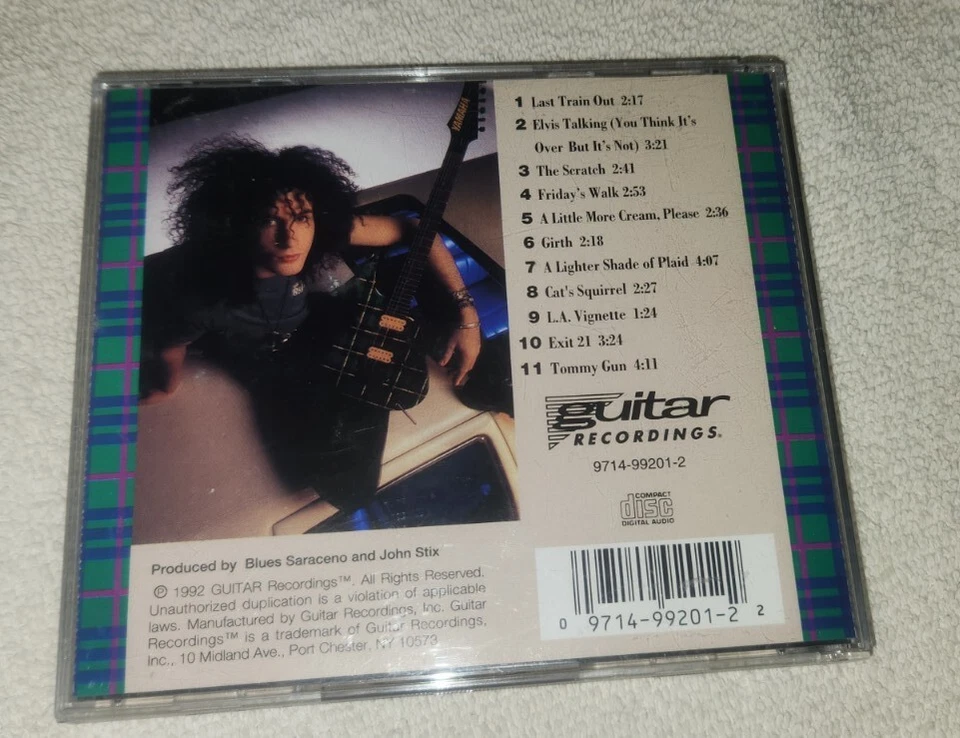 YAMAHA
1 Last Train Out 2:17
2 Elvis Talking (You Think It's
Over But It's Not) 3:21
3 The Scratch 2:41
4 Friday's Walk 2:53
5 A Little More Cream, Please 2:36
6 Girth 2:18
7 A Lighter Shade of Plaid 4:07
8 Cat's Squirrel 2:27
9 L.A. Vignette 1:24
10 Exit 21 3:24
11 Tommy Gun 4:11
guitar
RECORDINGS®
9714-99201-2
COMPACT
disc
DIGITAL AUDIO
Produced by Blues Saraceno and John Stix
℗ 1992 GUITAR Recordings™. All Rights Reserved.
Unauthorized duplication is a violation of applicable
laws. Manufactured by Guitar Recordings, Inc. Guitar
Recordings™ is a trademark of Guitar Recordings,
Inc., 10 Midland Ave., Port Chester, NY 10573
0 9714-99201-2 2